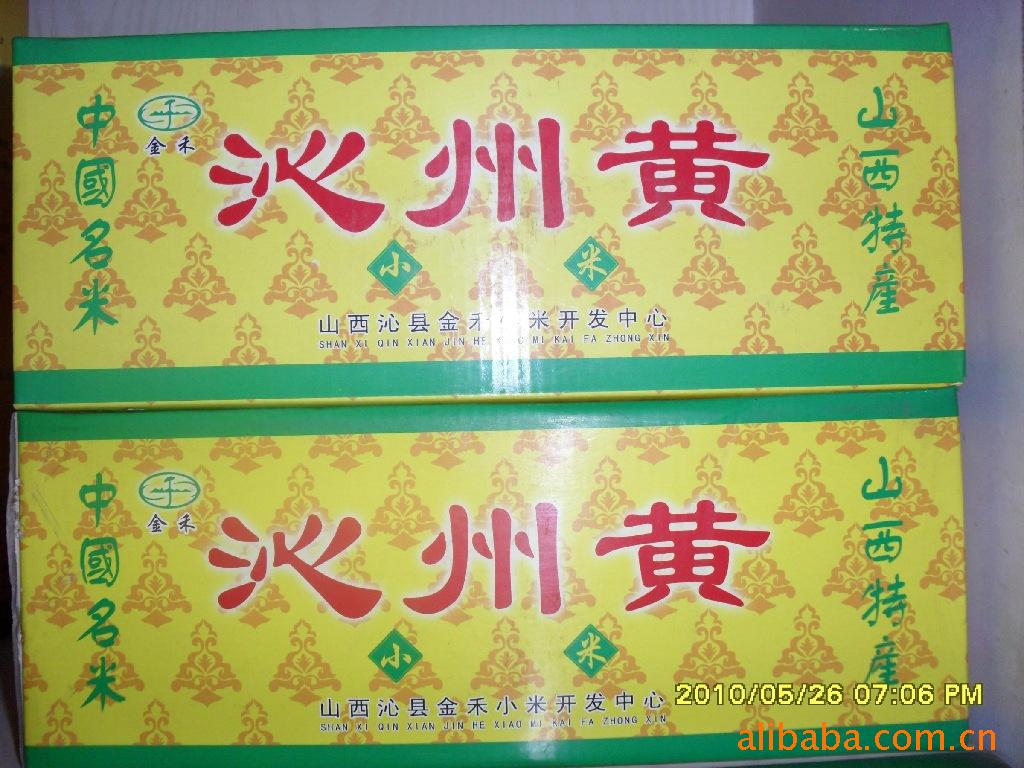 中國名米
金禾
沁州黄
山西特産
小米
山西沁县金禾小米开发中心
SHAN XI QIN XIAN JIN HE XIAO MI KAI FA ZHONG XIN
中國名米
金禾
沁州黄
山西特産
小米
山西沁县金禾小米开发中心
SHAN XI QIN XIAN JIN HE XIAO MI KAI FA ZHONG XIN
2010/05/26 07:06 PM
alibaba.com.cn